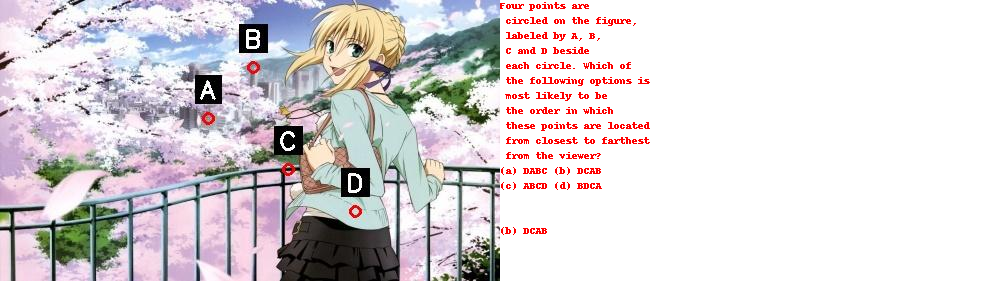 B
A
C
D
Four points are
circled on the figure,
labeled by A, B,
C and D beside
each circle. Which of
the following options is
most likely to be
the order in which
these points are located
from closest to farthest
from the viewer?
(a) DABC (b) DCAB
(c) ABCD (d) BDCA
(b) DCAB